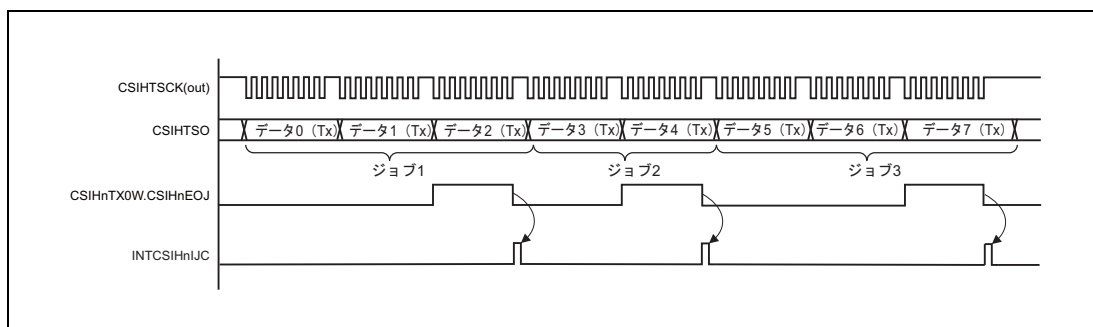 CSIHTSCK(out)
CSIHTSO
データ0 (Tx) データ1 (Tx) データ2 (Tx) データ3 (Tx) データ4 (Tx) データ5 (Tx) データ6 (Tx) データ7 (Tx)
ジョブ1 ジョブ2 ジョブ3
CSIHnTX0W.CSIHnEOJ
INTCSIHnIJC